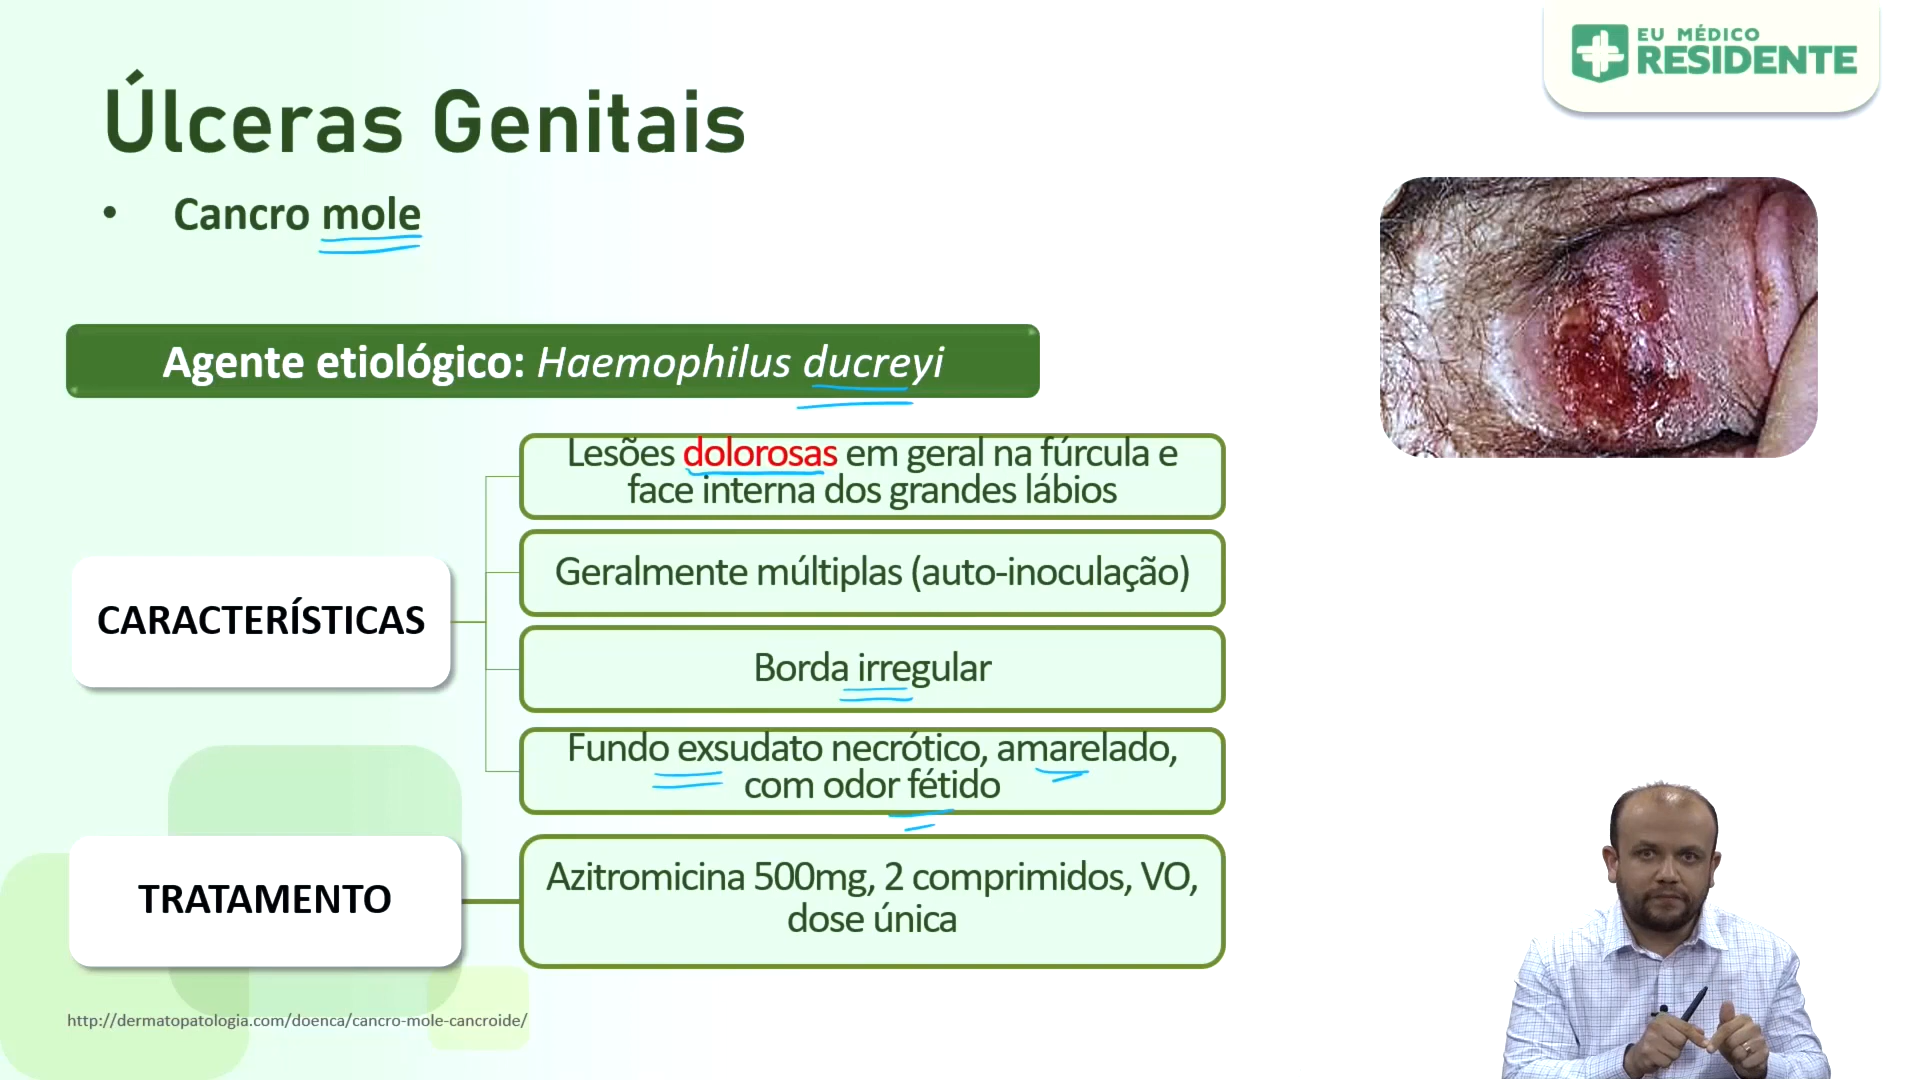 EU MÉDICO
RESIDENTE
Úlceras Genitais
• Cancro mole
Agente etiológico: Haemophilus ducreyi
CARACTERÍSTICAS
Lesões dolorosas em geral na fúrcula e
face interna dos grandes lábios
Geralmente múltiplas (auto-inoculação)
Borda irregular
Fundo exsudato necrótico, amarelado,
com odor fétido
TRATAMENTO
Azitromicina 500mg, 2 comprimidos, VO,
dose única
http://dermatopatologia.com/doenca/cancro-mole-cancroide/